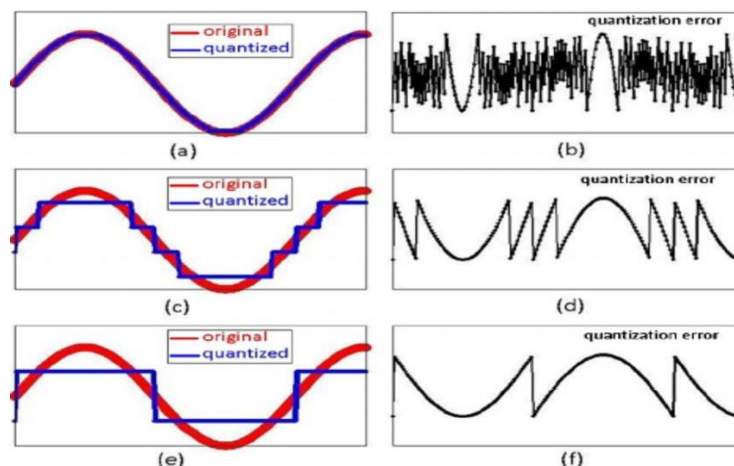 original
quantized
quantization error
(a)
(b)
original
quantized
quantization error
(c)
(d)
original
quantized
quantization error
(e)
(f)